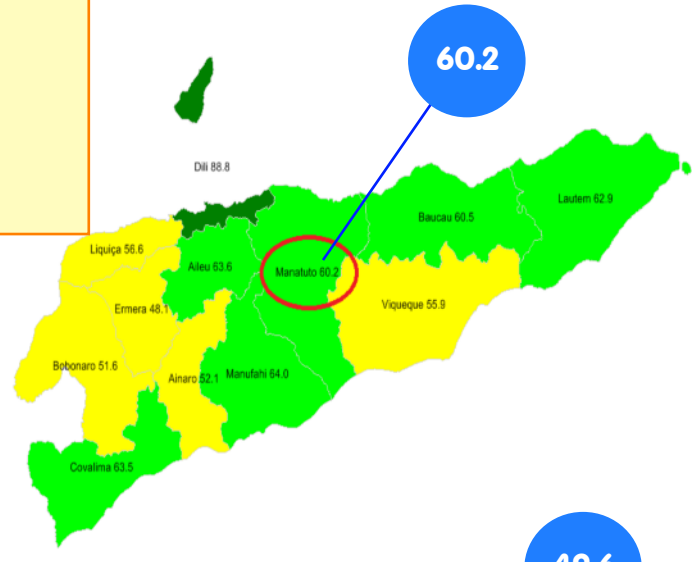 60.2
Dili 88.8
Lautem 62.9
Baucau 60.5
Liquiça 56.6
Aileu 63.6
Manatuto 60.2
Viqueque 55.9
Ermera 48.1
Bobonaro 51.6
Ainaro 52.1
Manufahi 64.0
Covalima 63.5